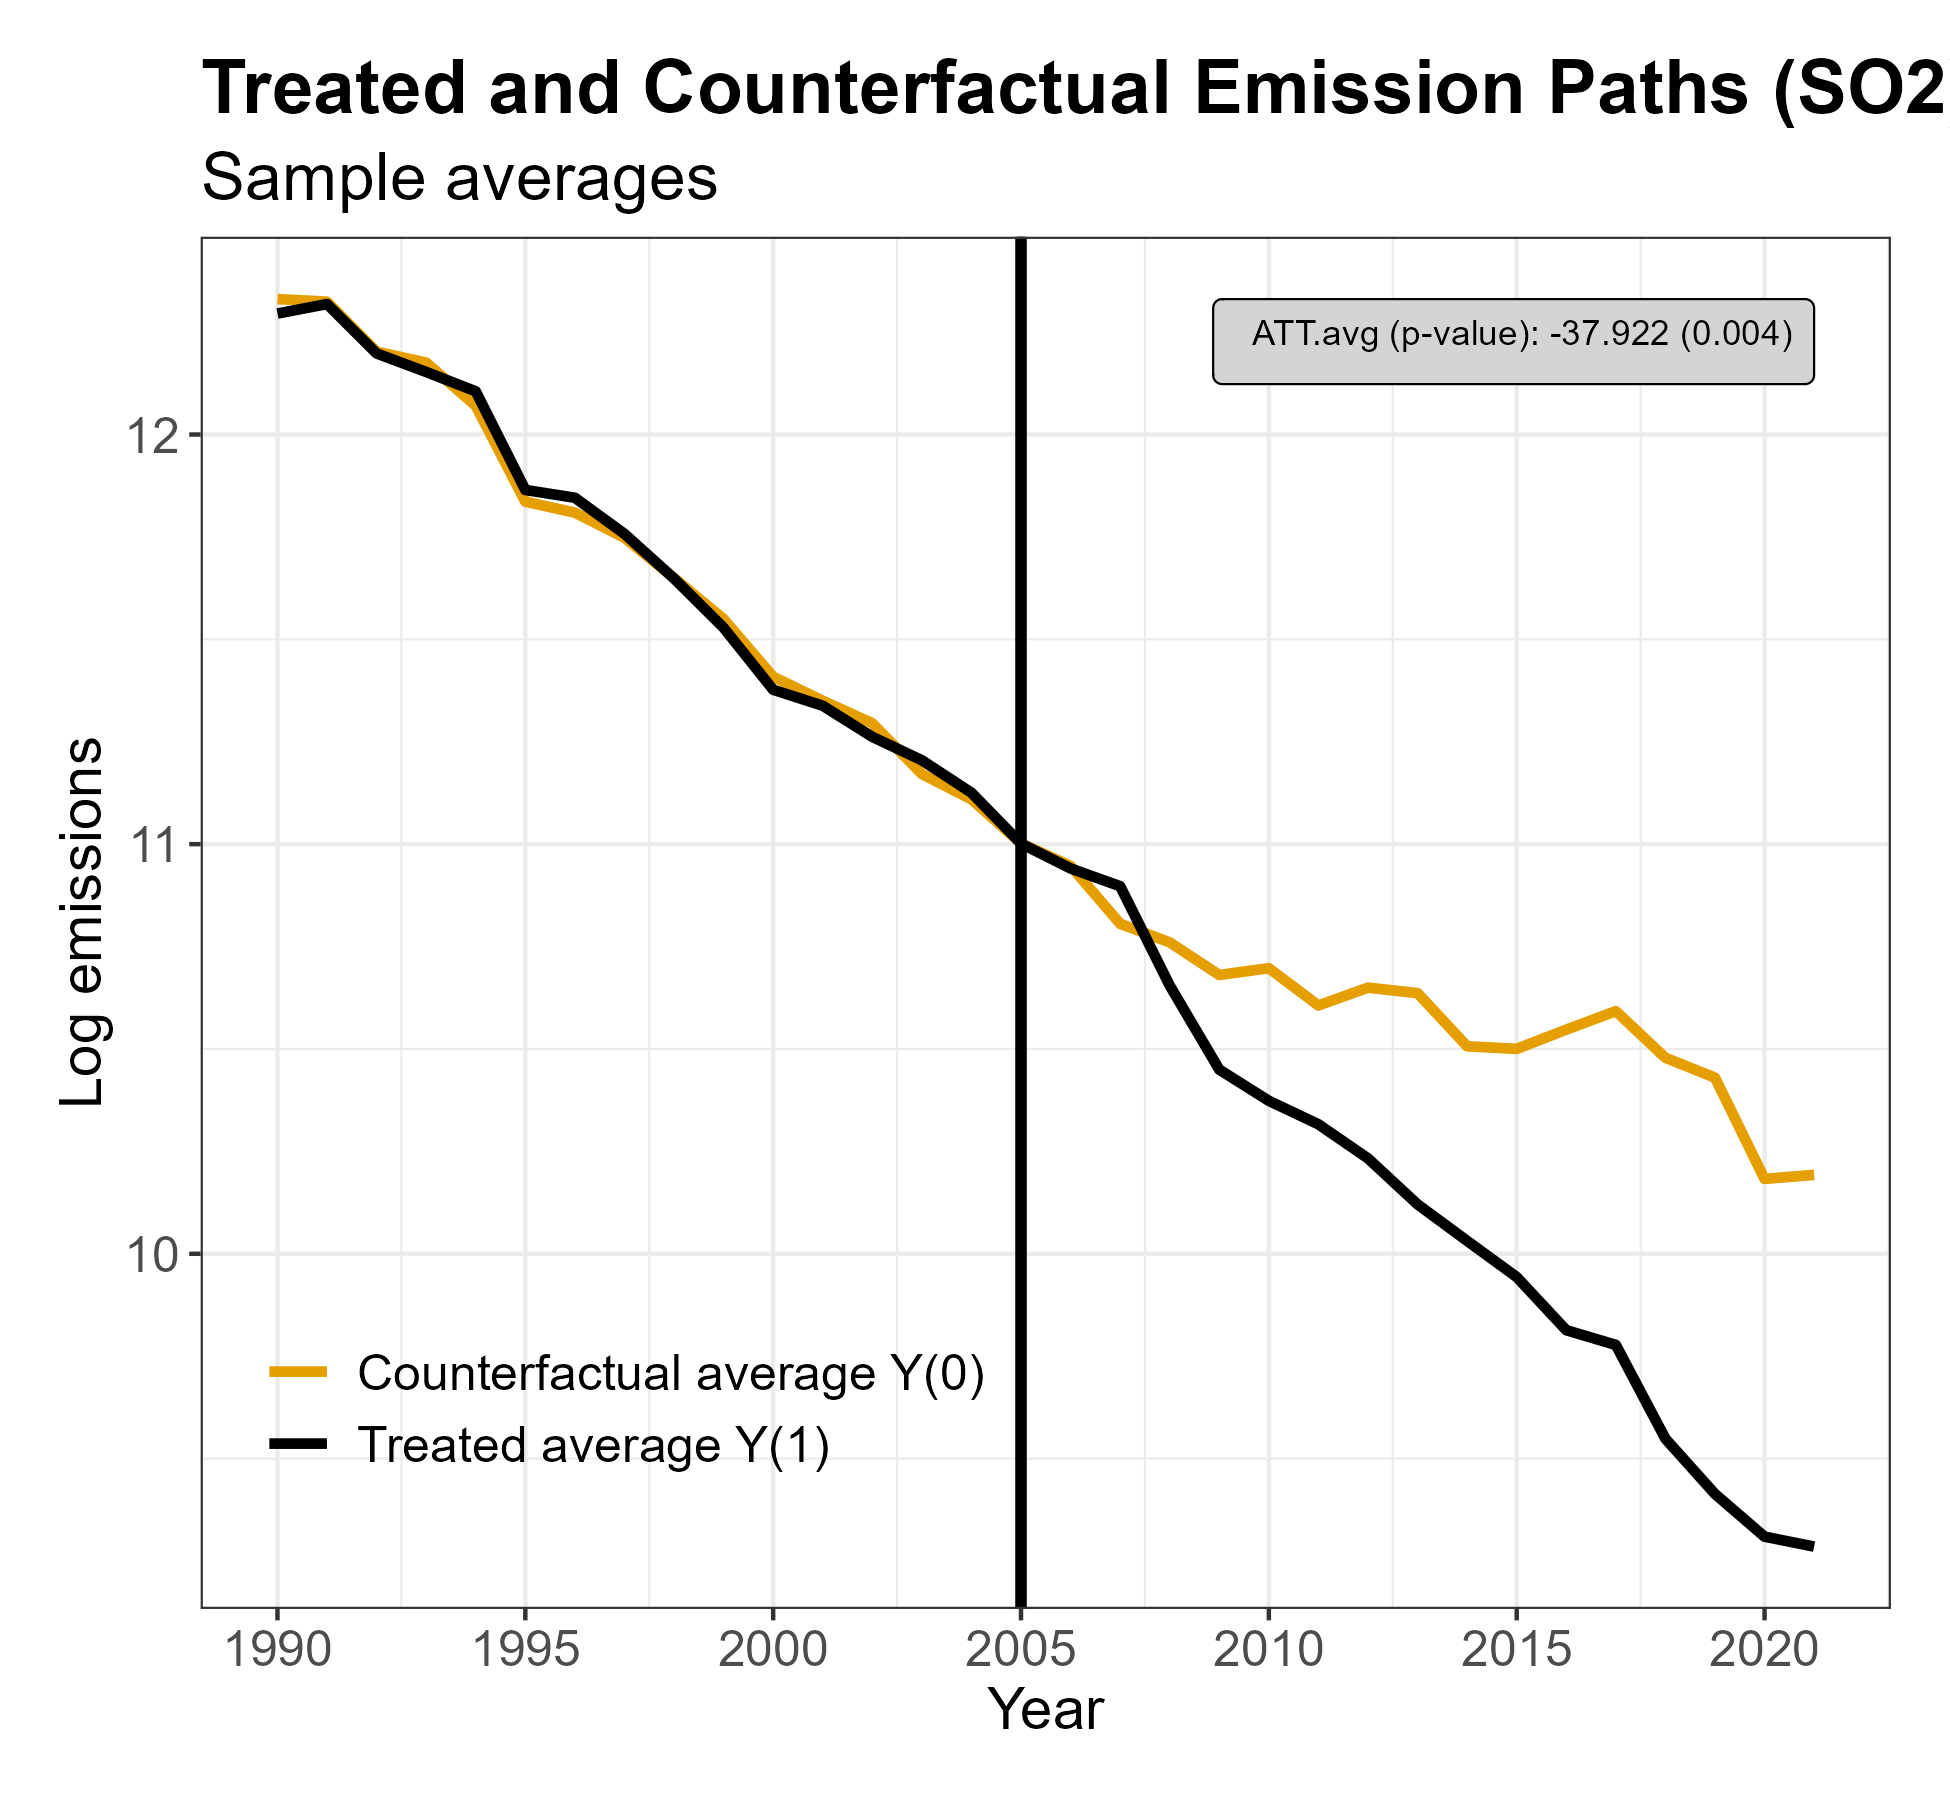 Treated and Counterfactual Emission Paths (SO2
Sample averages
ATT.avg (p-value): -37.922 (0.004)
12
11
10
Log emissions
Counterfactual average Y(0)
Treated average Y(1)
1990 1995 2000 2005 2010 2015 2020
Year